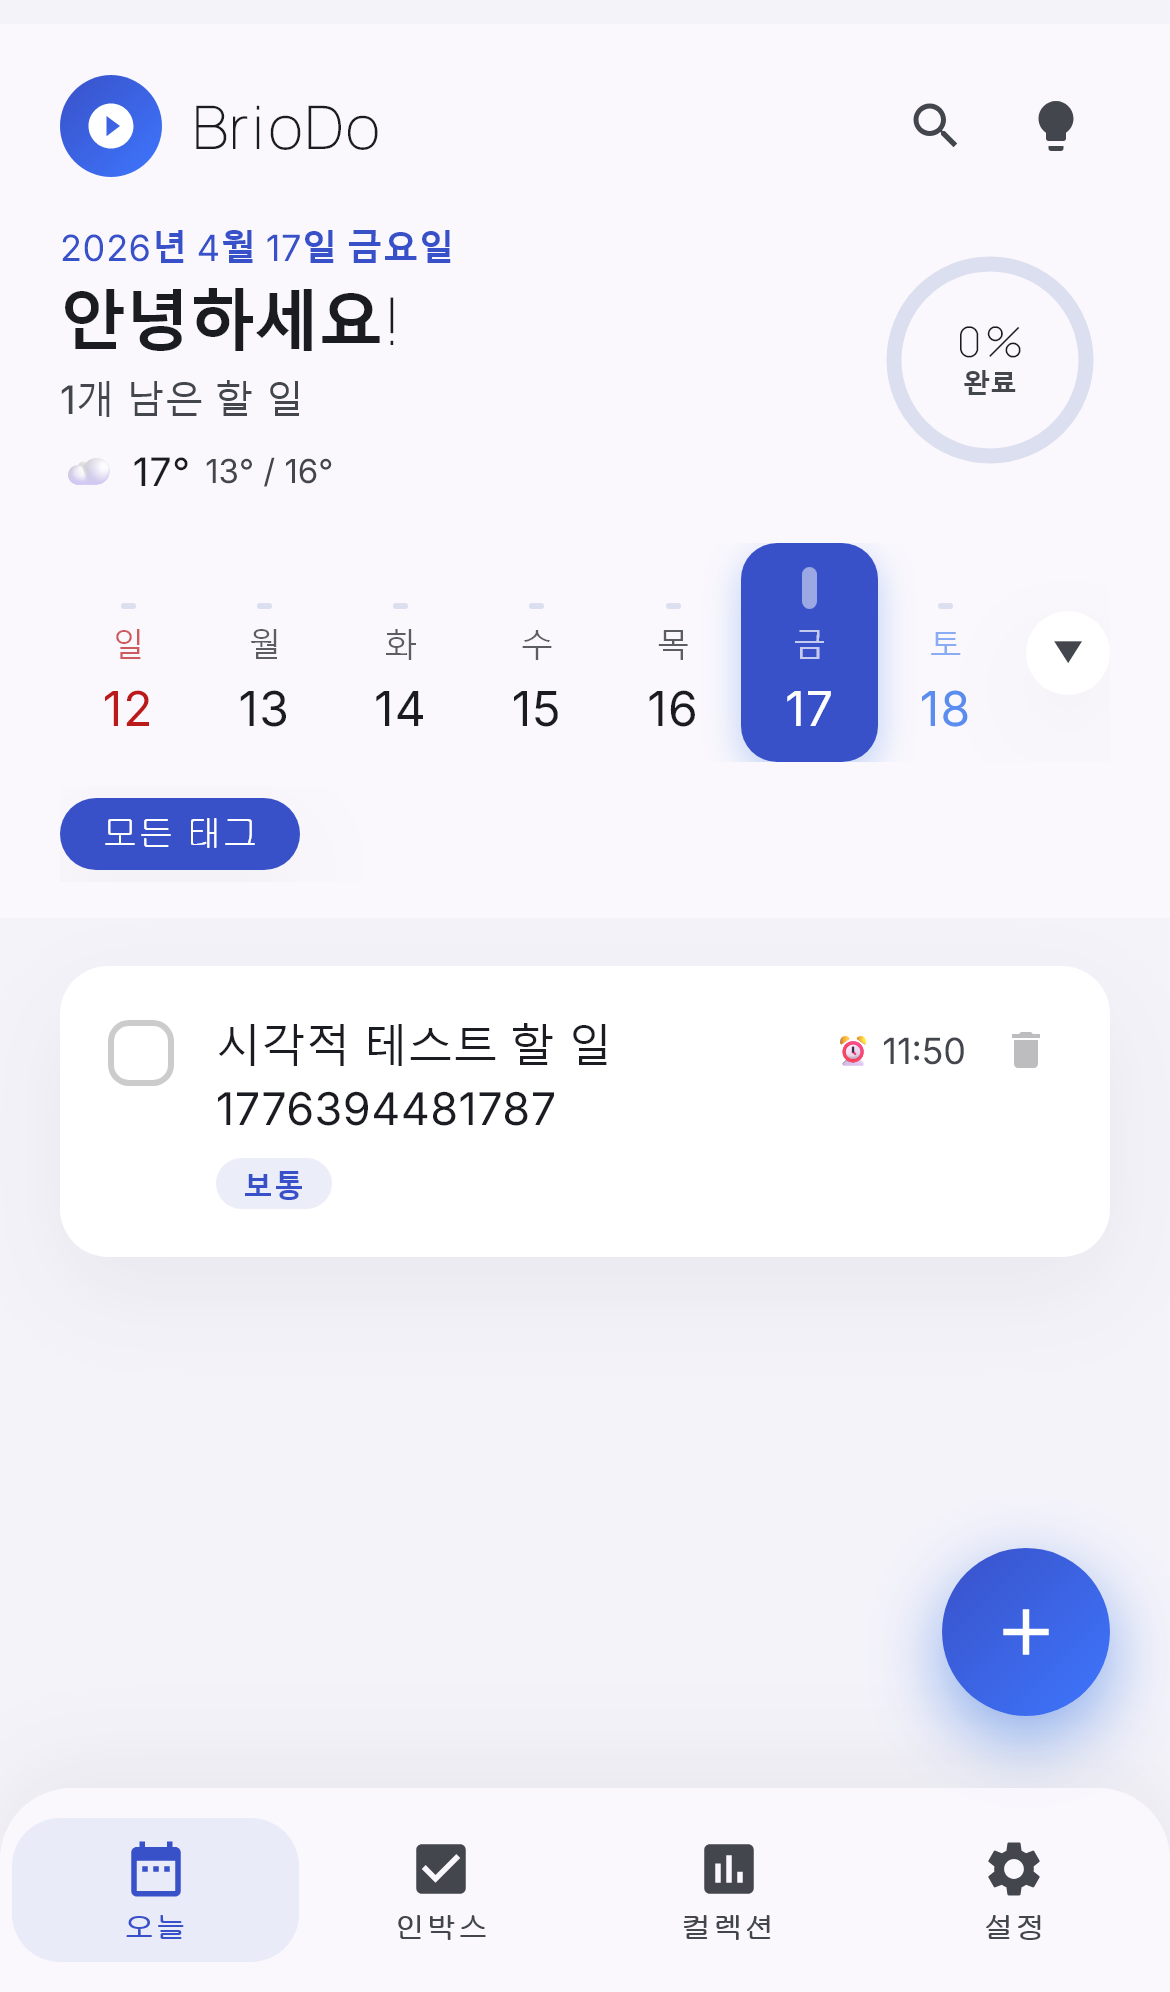 BrioDo
2026년 4월 17일 금요일
안녕하세요!
1개 남은 할 일
17° 13° / 16°
0%
완료
일 월 화 수 목 금 토
12 13 14 15 16 17 18
모든 태그
시각적 테스트 할 일
1776394481787
⏰ 11:50
보통
오늘 인박스 컬렉션 설정